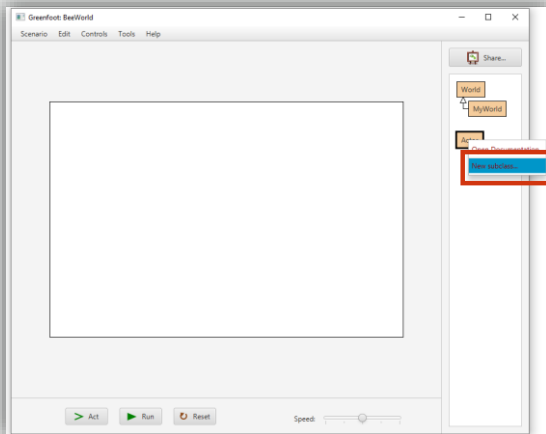 Greenfoot: BeeWorld
Scenario Edit Controls Tools Help
Share...
World
MyWorld
Actor
Open Documentation
New subclass...
Act Run Reset Speed: